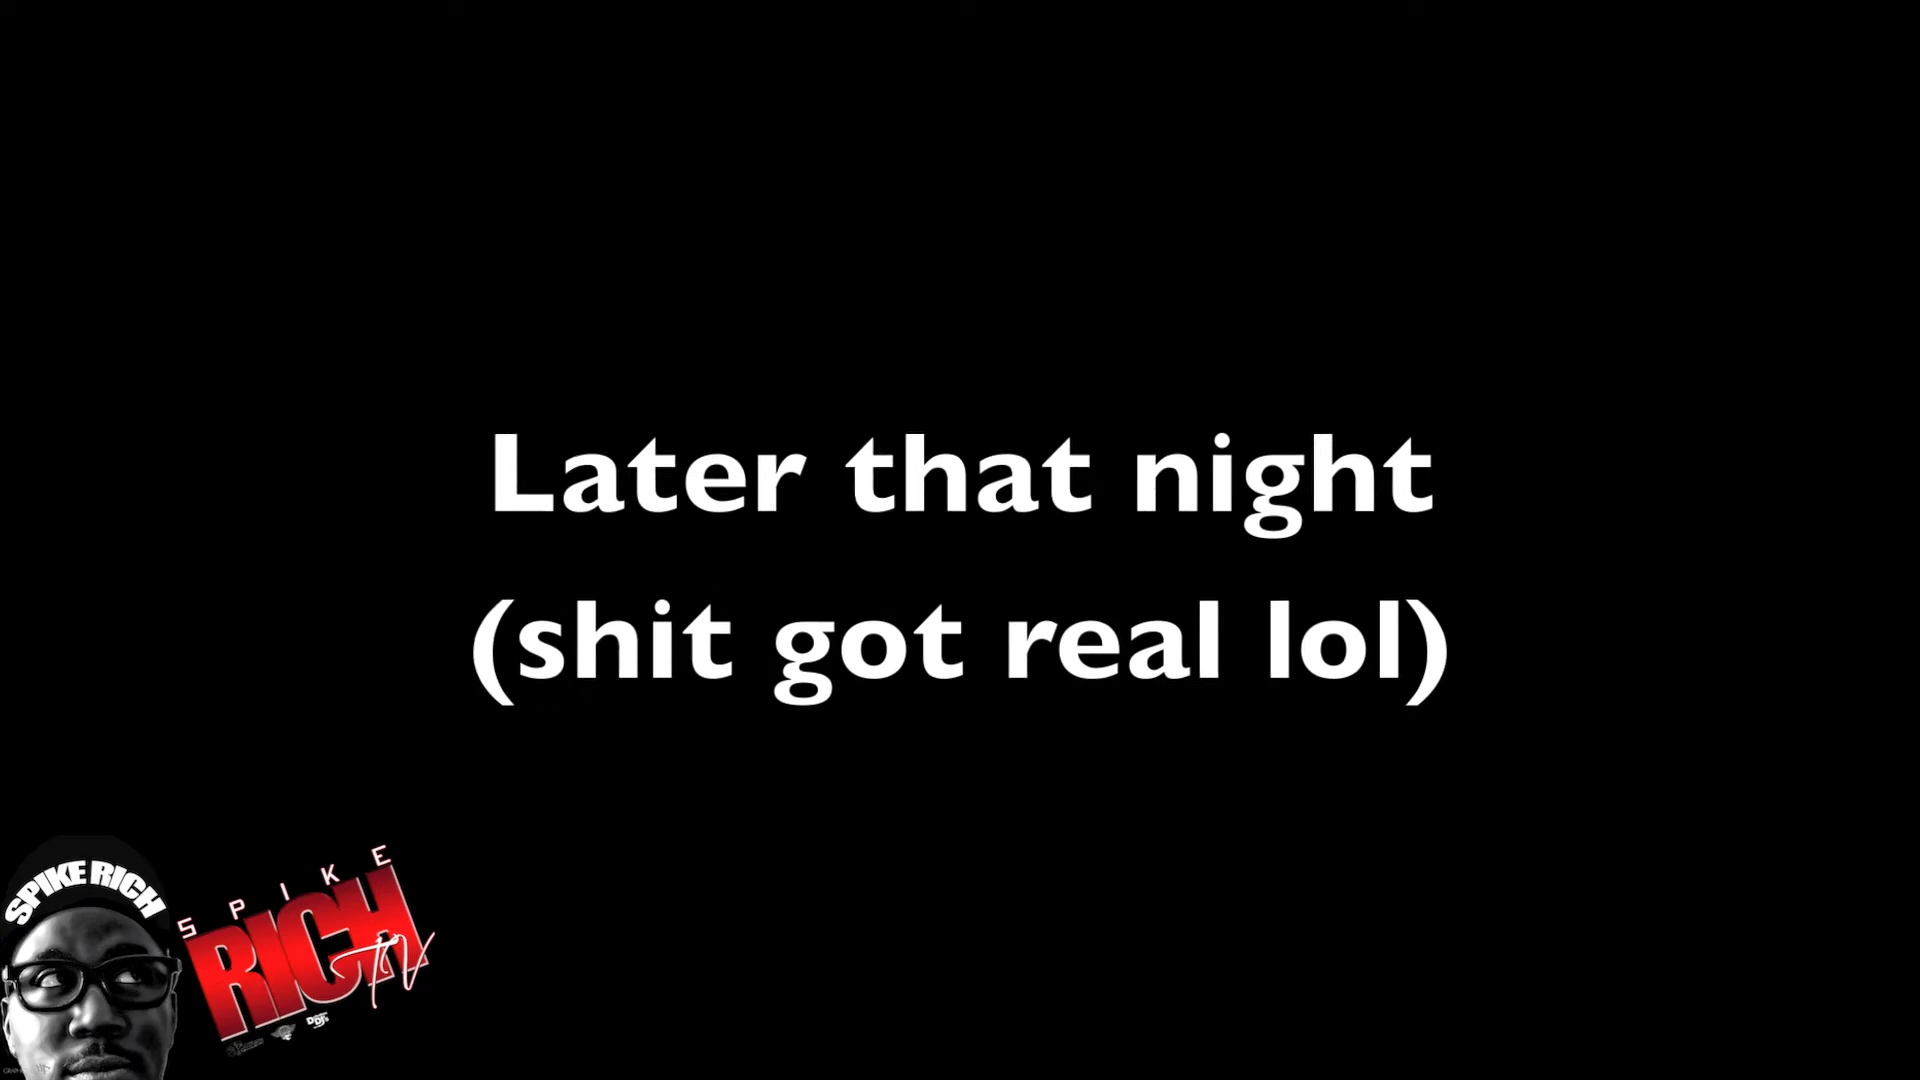 Later that night
(shit got real lol)
SPIKE RICH
SPIKE
RICH
TV